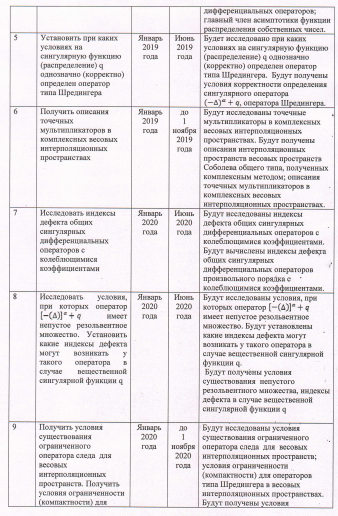 дифференциальных операторов;
главный член асимптотики функции
распределения собственных чисел.
5
Установить при каких
условиях на
сингулярную функцию
(распределение) q
однозначно (корректно)
определен оператор
типа Шредингера
Январь
2019
года
Июнь
2019
года
Будет исследовано при каких
условиях на сингулярную функцию
(распределение) q однозначно
(корректно) определен оператор
типа Шредингера. Будут получены
условия корректности определения
сингулярного оператора
(−Δ)^α + q, оператора Шредингера.
6
Получить описания
точечных
мультипликаторов в
комплексных весовых
интерполяционных
пространствах
Январь
2019
года
до
1
ноября
2019
года
Будут исследованы точечные
мультипликаторы в комплексных
весовых интерполяционных
пространствах. Будут получены
описания интерполяционных
пространств весовых пространств
Соболева общего типа, полученных
комплексным методом; описания
точечных мультипликаторов в
комплексных весовых
интерполяционных пространствах.
7
Исследовать индексы
дефекта общих
сингулярных
дифференциальных
операторов с
колеблющимися
коэффициентами
Январь
2020
года
Июнь
2020
года
Будут исследованы индексы
дефекта общих сингулярных
дифференциальных операторов с
колеблющимися коэффициентами.
Будут вычислены индексы дефекта
общих сингулярных
дифференциальных операторов
произвольного порядка с
колеблющимися коэффициентами.
8
Исследовать условия,
при которых оператор
[−(Δ)]^α + q имеет
непустое резольвентное
множество. Установить
какие индексы дефекта
могут возникать у
такого оператора в
случае вещественной
сингулярной функции q
Январь
2020
года
Июнь
2020
года
Будут исследованы условия, при
которых оператор [−(Δ)]^α + q
имеет непустое резольвентное
множество. Будут установлены
какие индексы дефекта могут
возникать у такого оператора в
случае вещественной сингулярной
функции q.
Будут получены условия
существования непустого
резольвентного множества, индексы
дефекта в случае вещественной
сингулярной функции q
9
Получить условия
существования
ограниченного
оператора следа для
весовых
интерполяционных
пространств. Получить
условия ограниченности
(компактности) для
Январь
2020
года
до
1
ноября
2020
года
Будут исследованы условия
существования ограниченного
оператора следа для весовых
интерполяционных пространств;
условия ограниченности
(компактности) для операторов
типа Шредингера в весовых
интерполяционных пространствах.
Будут получены условия